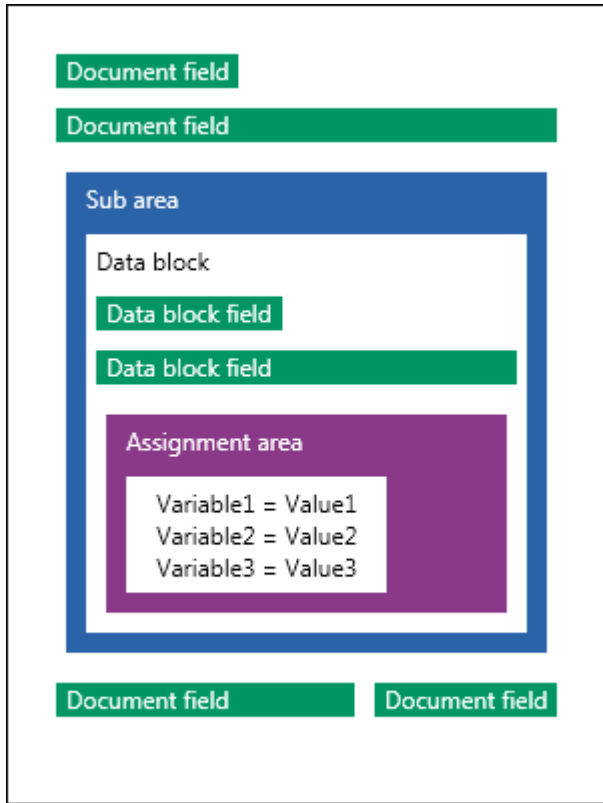 Document field
Document field
Sub area
Data block
Data block field
Data block field
Assignment area
Variable1 = Value1
Variable2 = Value2
Variable3 = Value3
Document field Document field